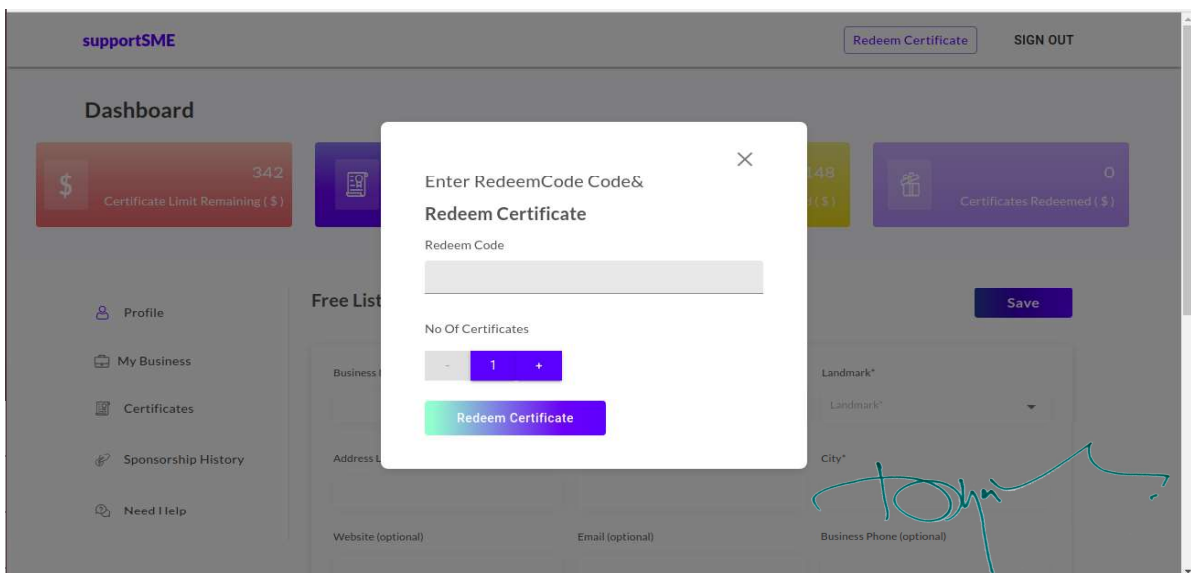 supportSME
Redeem Certificate
SIGN OUT
Dashboard
$
342
Certificate Limit Remaining ( $ )
148
( $ )
0
Certificates Redeemed ( $ )
Enter RedeemCode Code&
Redeem Certificate
Redeem Code
No Of Certificates
- 1 +
Redeem Certificate
Profile
My Business
Certificates
Sponsorship History
Need Help
Free List
Save
Business
Landmark*
Landmark*
Address L
City*
Website (optional)
Email (optional)
Business Phone (optional)